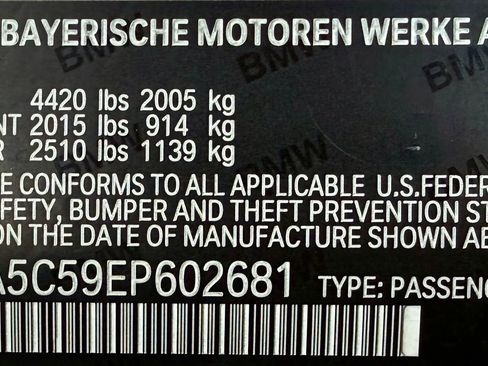 BAYERISCHE MOTOREN WERKE A
4420 lbs 2005 kg
NT 2015 lbs 914 kg
R 2510 lbs 1139 kg
E CONFORMS TO ALL APPLICABLE U.S.FEDER
FETY, BUMPER AND THEFT PREVENTION ST
ON THE DATE OF MANUFACTURE SHOWN AB
A5C59EP602681 TYPE: PASSENG